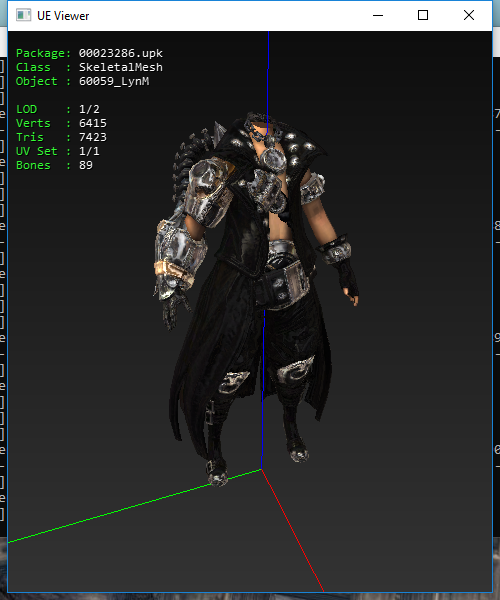 UE Viewer
Package: 00023286.upk
Class  : SkeletalMesh
Object : 60059_LynM
LOD    : 1/2
Verts  : 6415
Tris   : 7423
UV Set : 1/1
Bones  : 89